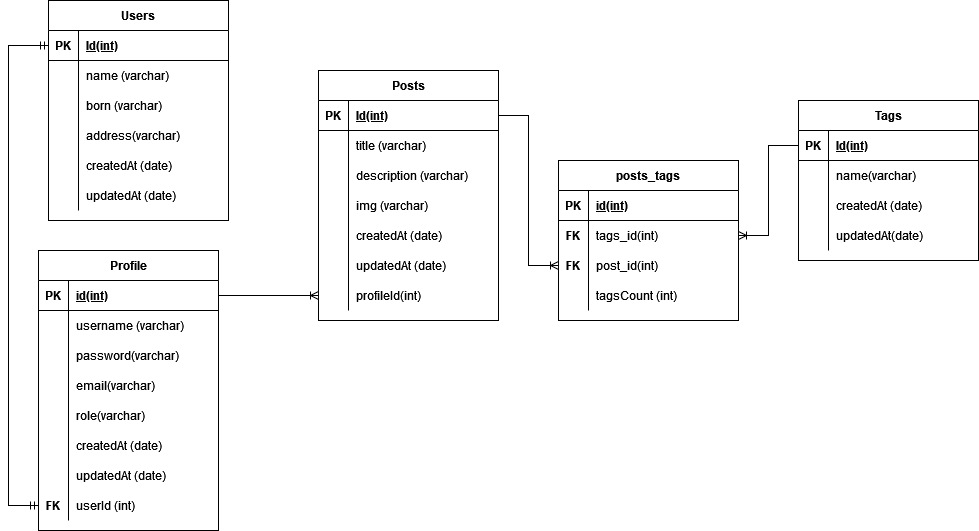 Users
PK Id(int)
name (varchar)
born (varchar)
address(varchar)
createdAt (date)
updatedAt (date)
Profile
PK id(int)
username (varchar)
password(varchar)
email(varchar)
role(varchar)
createdAt (date)
updatedAt (date)
FK userId (int)
Posts
PK Id(int)
title (varchar)
description (varchar)
img (varchar)
createdAt (date)
updatedAt (date)
profileId(int)
posts_tags
PK id(int)
FK tags_id(int)
FK post_id(int)
tagsCount (int)
Tags
PK Id(int)
name(varchar)
createdAt (date)
updatedAt(date)